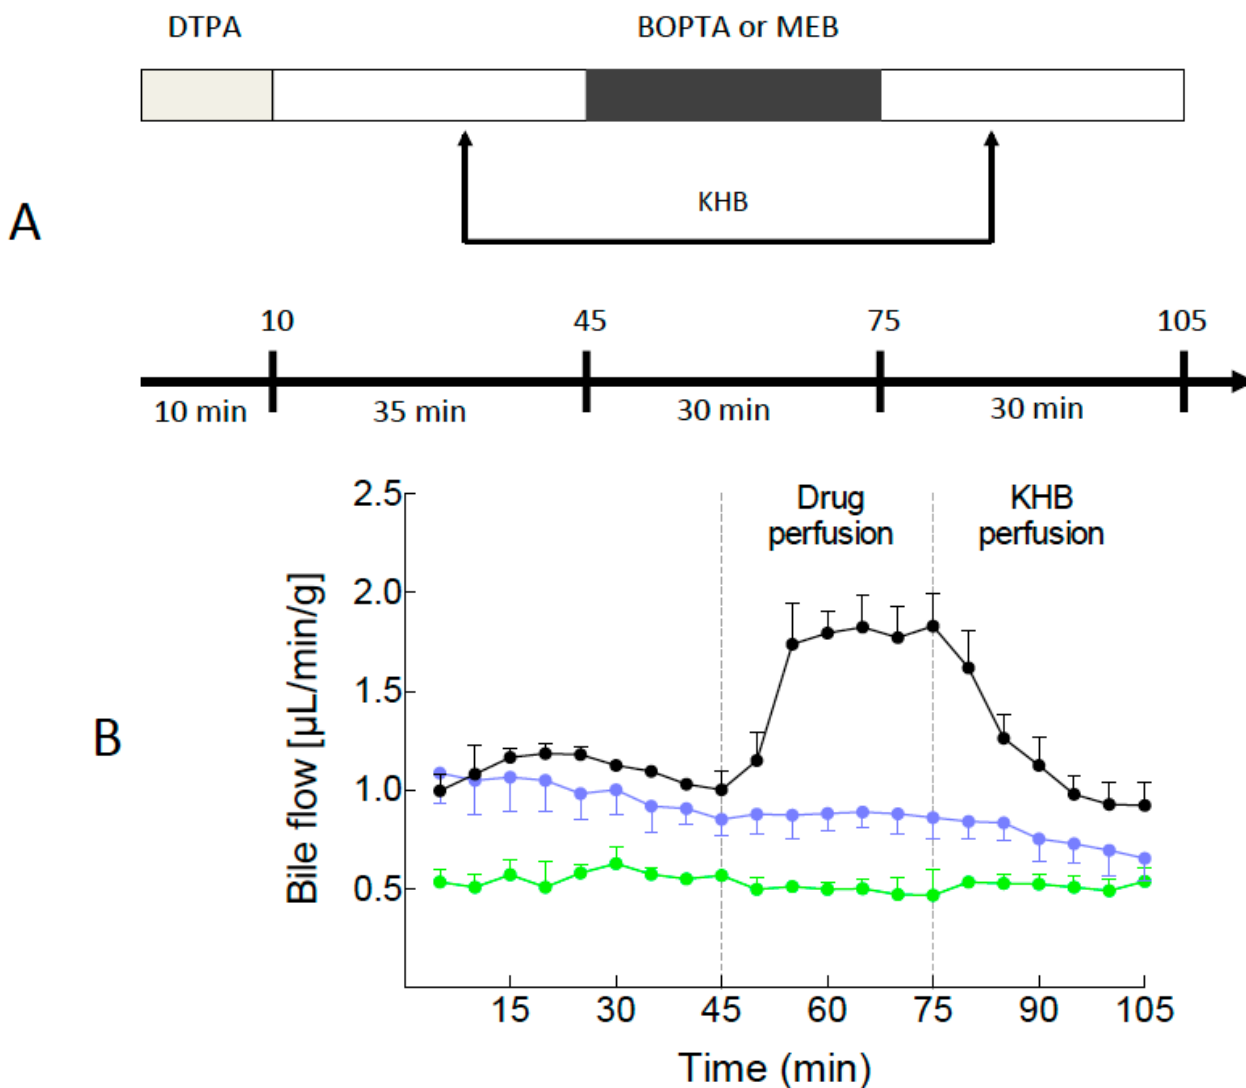 DTPA BOPTA or MEB
KHB
A
10 45 75 105
10 min 35 min 30 min 30 min
B
Bile flow [µL/min/g]
2.5
2.0
1.5
1.0
0.5
Drug
perfusion
KHB
perfusion
15 30 45 60 75 90 105
Time (min)